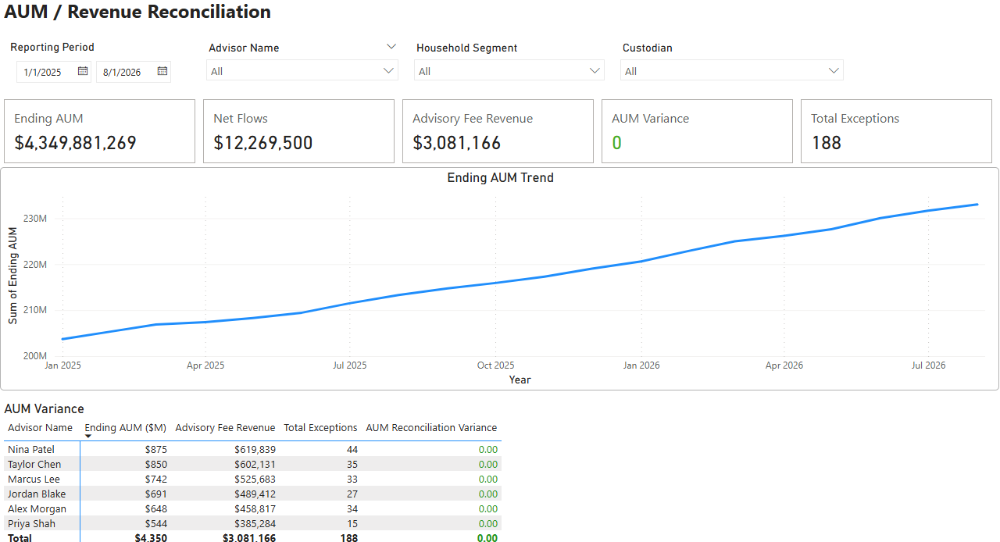 AUM / Revenue Reconciliation
Reporting Period
1/1/2025 8/1/2026
Advisor Name
All
Household Segment
All
Custodian
All
Ending AUM
$4,349,881,269
Net Flows
$12,269,500
Advisory Fee Revenue
$3,081,166
AUM Variance
0
Total Exceptions
188
Ending AUM Trend
Sum of Ending AUM
230M
220M
210M
200M
Jan 2025 Apr 2025 Jul 2025 Oct 2025 Jan 2026 Apr 2026 Jul 2026
Year
AUM Variance
Advisor Name Ending AUM ($M) Advisory Fee Revenue Total Exceptions AUM Reconciliation Variance
Nina Patel $875 $619,839 44 0.00
Taylor Chen $850 $602,131 35 0.00
Marcus Lee $742 $525,683 33 0.00
Jordan Blake $691 $489,412 27 0.00
Alex Morgan $648 $458,817 34 0.00
Priya Shah $544 $385,284 15 0.00
Total $4,350 $3,081,166 188 0.00